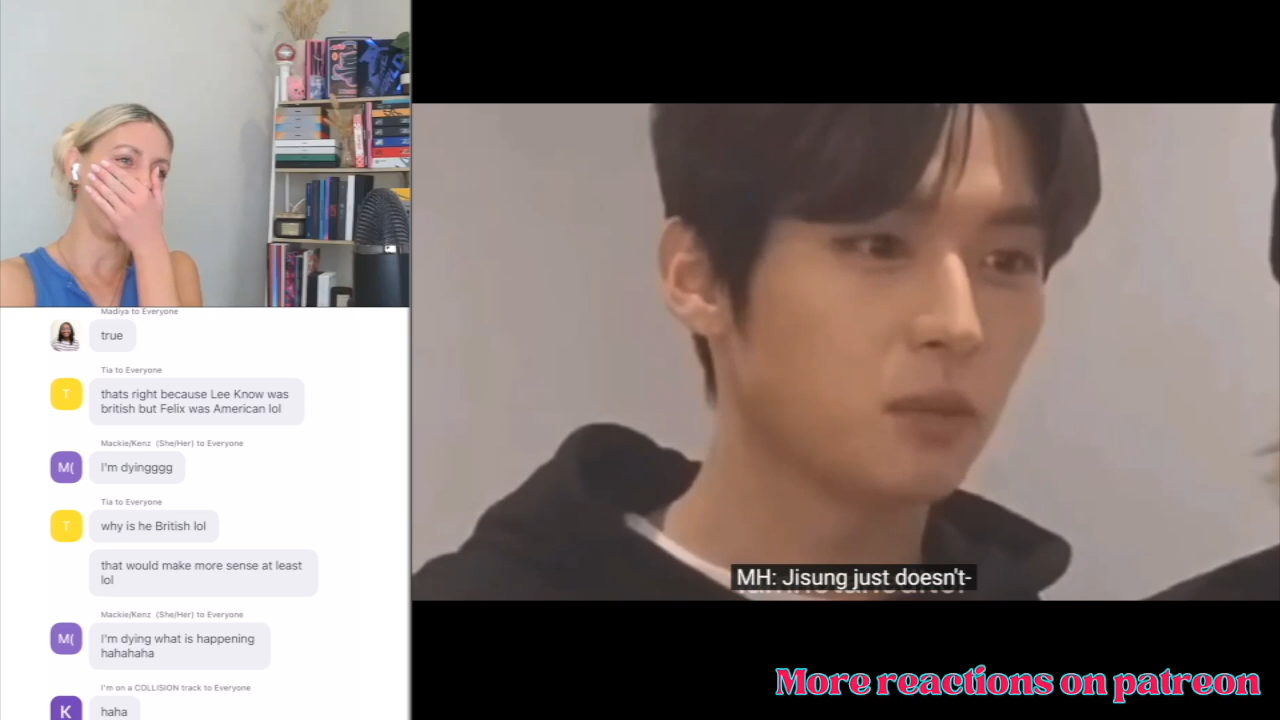 Madiya to Everyone
true
Tia to Everyone
thats right because Lee Know was
british but Felix was American lol
T
Mackie/Kenz (She/Her) to Everyone
M(
I'm dyingggg
Tia to Everyone
T
why is he British lol
that would make more sense at least
lol
Mackie/Kenz (She/Her) to Everyone
M(
I'm dying what is happening
hahahaha
I'm on a COLLISION track to Everyone
K
haha
MH: Jisung just doesn't-
More reactions on patreon